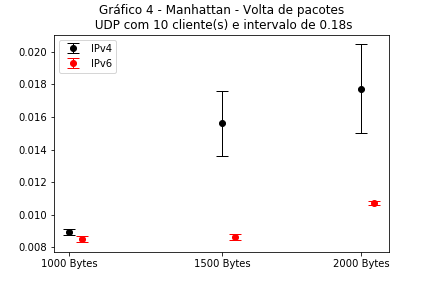 Gráfico 4 - Manhattan - Volta de pacotes
UDP com 10 cliente(s) e intervalo de 0.18s
IPv4
IPv6
0.020
0.018
0.016
0.014
0.012
0.010
0.008
1000 Bytes
1500 Bytes
2000 Bytes